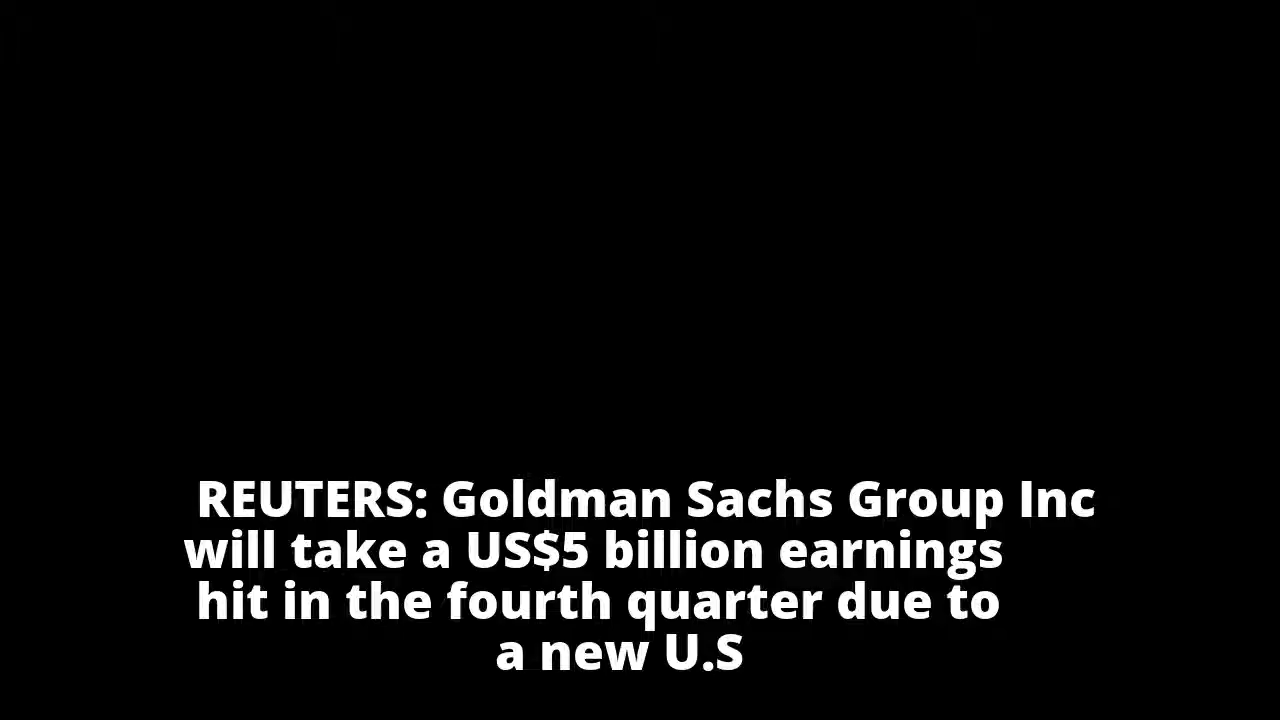 REUTERS: Goldman Sachs Group Inc
will take a US$5 billion earnings
hit in the fourth quarter due to
a new U.S